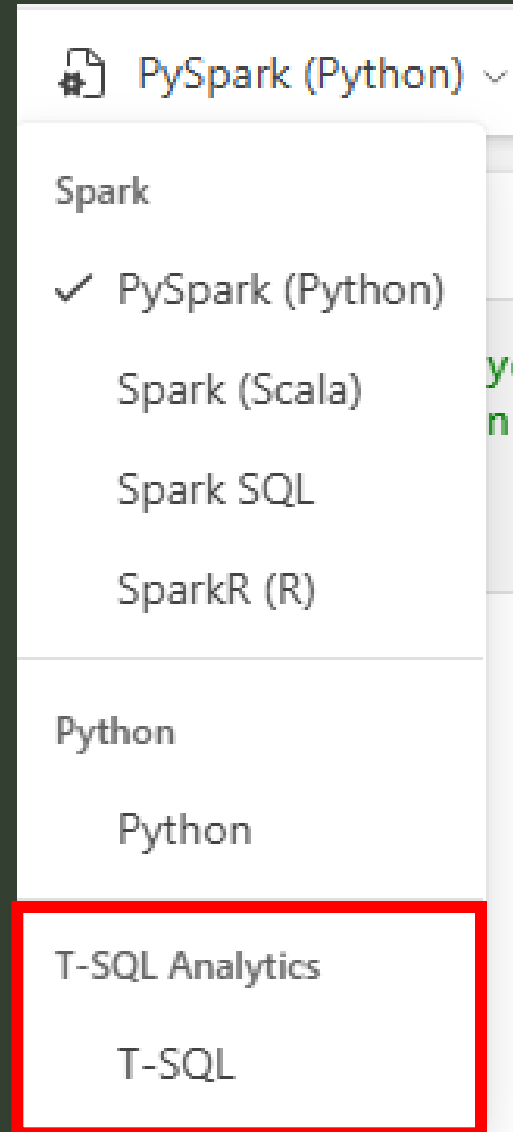 PySpark (Python)
Spark
PySpark (Python)
Spark (Scala)
Spark SQL
SparkR (R)
Python
Python
T-SQL Analytics
T-SQL